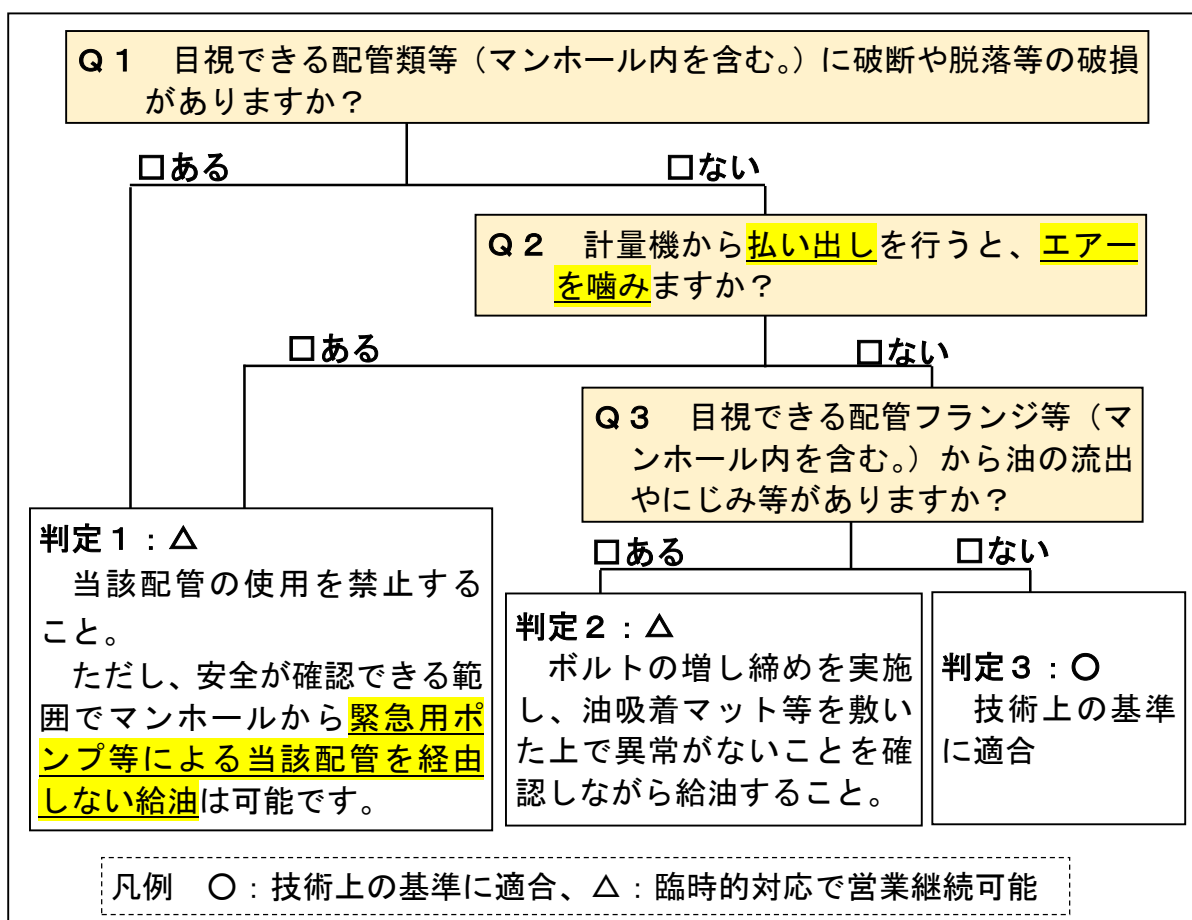 Q1 目視できる配管類等(マンホール内を含む。)に破断や脱落等の破損
がありますか?
□ある
□ない
Q2 計量機から払い出しを行うと、エアー
を噛みますか?
□ある
□ない
Q3 目視できる配管フランジ等(マ
ンホール内を含む。)から油の流出
やにじみ等がありますか?
□ある
□ない
判定1:△
当該配管の使用を禁止する
こと。
ただし、安全が確認できる範
囲でマンホールから緊急用ポ
ンプ等による当該配管を経由
しない給油は可能です。
判定2:△
ボルトの増し締めを実施
し、油吸着マット等を敷い
た上で異常がないことを確
認しながら給油すること。
判定3:○
技術上の基準
に適合
凡例 ○:技術上の基準に適合、△:臨時的対応で営業継続可能